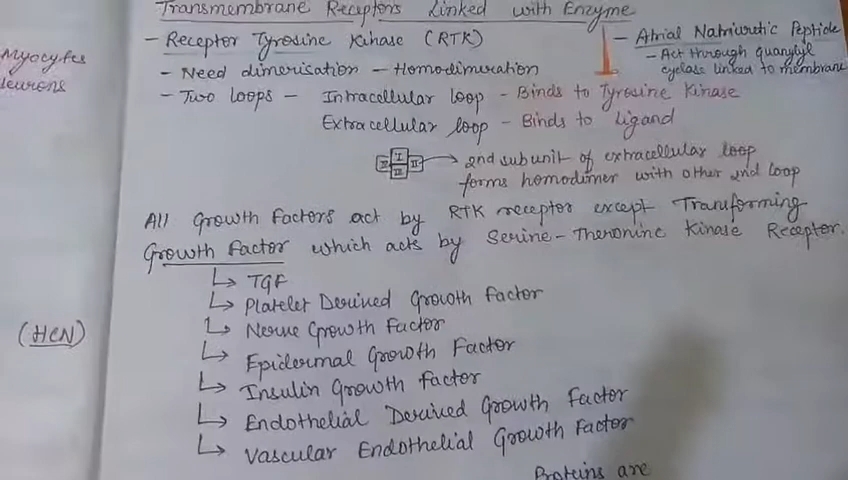 Transmembrane Receptors Linked with Enzyme
- Receptor Tyrosine Kinase (RTK)
- Atrial Natriuretic Peptide
- Act through guanylyl
cyclase linked to membrane
Myocytes
neurons
- Need dimerisation - Homodimeration
- Two loops - Intracellular loop - Binds to Tyrosine Kinase
Extracellular loop - Binds to Ligand
I
II
III
→ 2nd subunit of extracellular loop
forms homodimer with other 2nd loop
All Growth Factors act by RTK receptor except Transforming
Growth Factor which acts by Serine-Theronine Kinase Receptor.
↳ TGF
↳ Platelet Derived Growth Factor
↳ Nerve Growth Factor
(HCN)
↳ Epidermal Growth Factor
↳ Insulin Growth Factor
↳ Endothelial Derived Growth Factor
↳ Vascular Endothelial Growth Factor
Proteins are